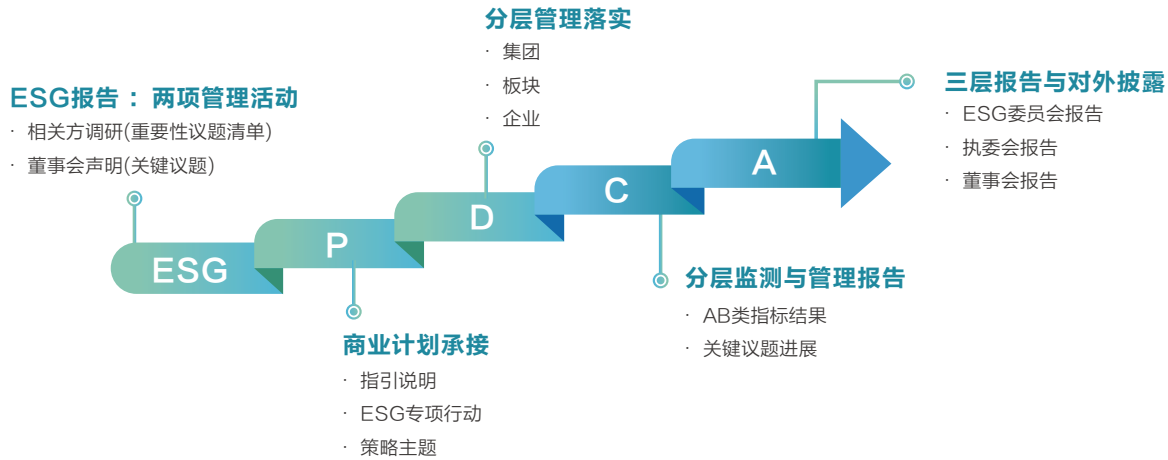 ESG报告 ： 两项管理活动
· 相关方调研(重要性议题清单)
· 董事会声明(关键议题)
ESG
P
商业计划承接
· 指引说明
· ESG专项行动
· 策略主题
分层管理落实
· 集团
· 板块
· 企业
D
C
分层监测与管理报告
· AB类指标结果
· 关键议题进展
A
三层报告与对外披露
· ESG委员会报告
· 执委会报告
· 董事会报告